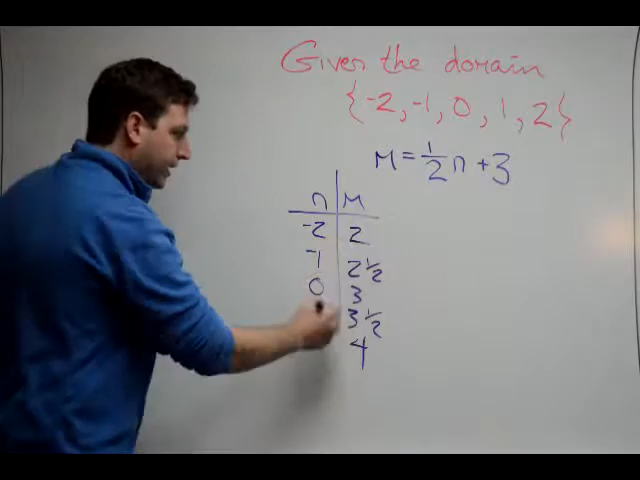 Given the domain
{-2, -1, 0, 1, 2}
M = 1/2 n + 3
n M
-2 2
-1 2 1/2
0 3
3 1/2
4